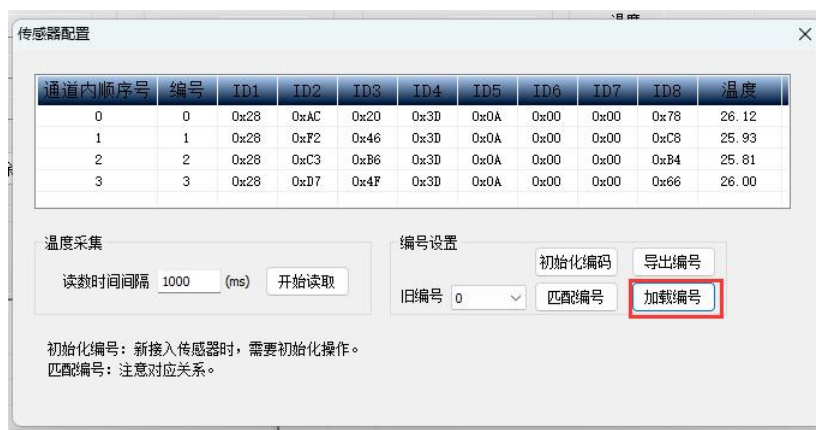 温度
传感器配置
通道内顺序号 编号 ID1 ID2 ID3 ID4 ID5 ID6 ID7 ID8 温度
0 0 0x28 0xAC 0x20 0x3D 0x0A 0x00 0x00 0x78 26.12
1 1 0x28 0xF2 0x46 0x3D 0x0A 0x00 0x00 0xC8 25.93
2 2 0x28 0xC3 0xB6 0x3D 0x0A 0x00 0x00 0xB4 25.81
3 3 0x28 0xD7 0x4F 0x3D 0x0A 0x00 0x00 0x66 26.00
温度采集
读数时间间隔 1000 (ms) 开始读取
编号设置
初始化编码 导出编号
旧编号 0 匹配编号 加载编号
初始化编号：新接入传感器时，需要初始化操作。
匹配编号：注意对应关系。